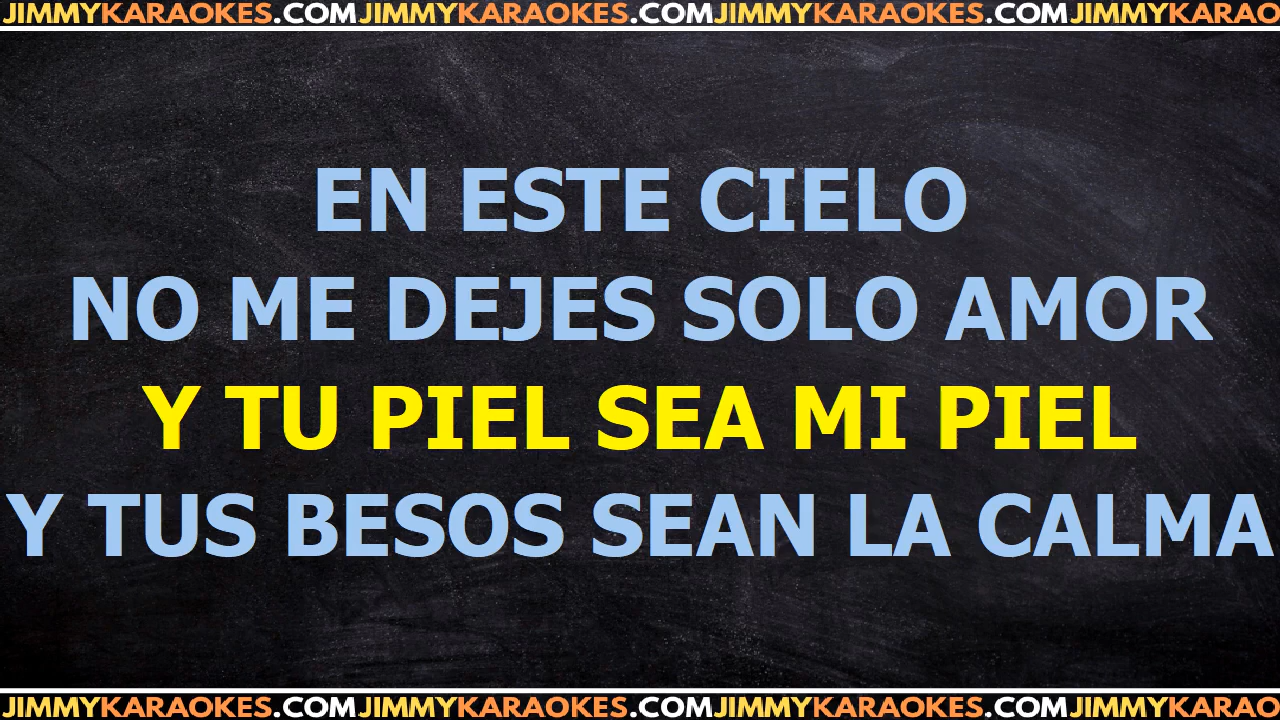 JIMMYKARAOKES.COMJIMMYKARAOKES.COMJIMMYKARAOKES.COMJIMMYKARAO
EN ESTE CIELO
NO ME DEJES SOLO AMOR
Y TU PIEL SEA MI PIEL
Y TUS BESOS SEAN LA CALMA
JIMMYKARAOKES.COMJIMMYKARAOKES.COMJIMMYKARAOKES.COMJIMMYKARAO